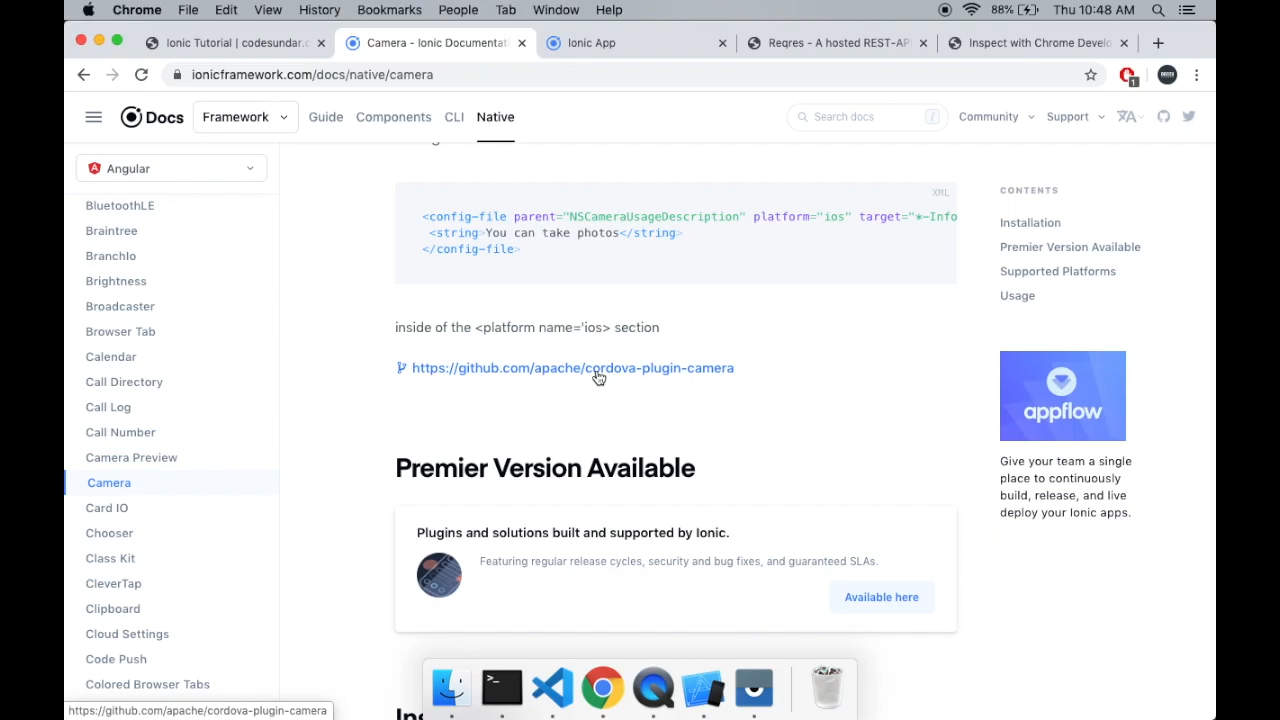 Chrome File Edit View History Bookmarks People Tab Window Help 88% Thu 10:48 AM
Ionic Tutorial | codesundar.c Camera - Ionic Documentat Ionic App Reqres - A hosted REST-API Inspect with Chrome Develo
ionicframework.com/docs/native/camera
1
Docs Framework Guide Components CLI Native Search docs / Community Support
Angular
BluetoothLE
Braintree
BranchIo
Brightness
Broadcaster
Browser Tab
Calendar
Call Directory
Call Log
Call Number
Camera Preview
Camera
Card IO
Chooser
Class Kit
CleverTap
Clipboard
Cloud Settings
Code Push
Colored Browser Tabs
XML
<config-file parent="NSCameraUsageDescription" platform="ios" target="*-Info
<string>You can take photos</string>
</config-file>
inside of the <platform name='ios> section
https://github.com/apache/cordova-plugin-camera
Premier Version Available
Plugins and solutions built and supported by Ionic.
Featuring regular release cycles, security and bug fixes, and guaranteed SLAs.
Available here
CONTENTS
Installation
Premier Version Available
Supported Platforms
Usage
appflow
Give your team a single
place to continuously
build, release, and live
deploy your Ionic apps.
https://github.com/apache/cordova-plugin-camera